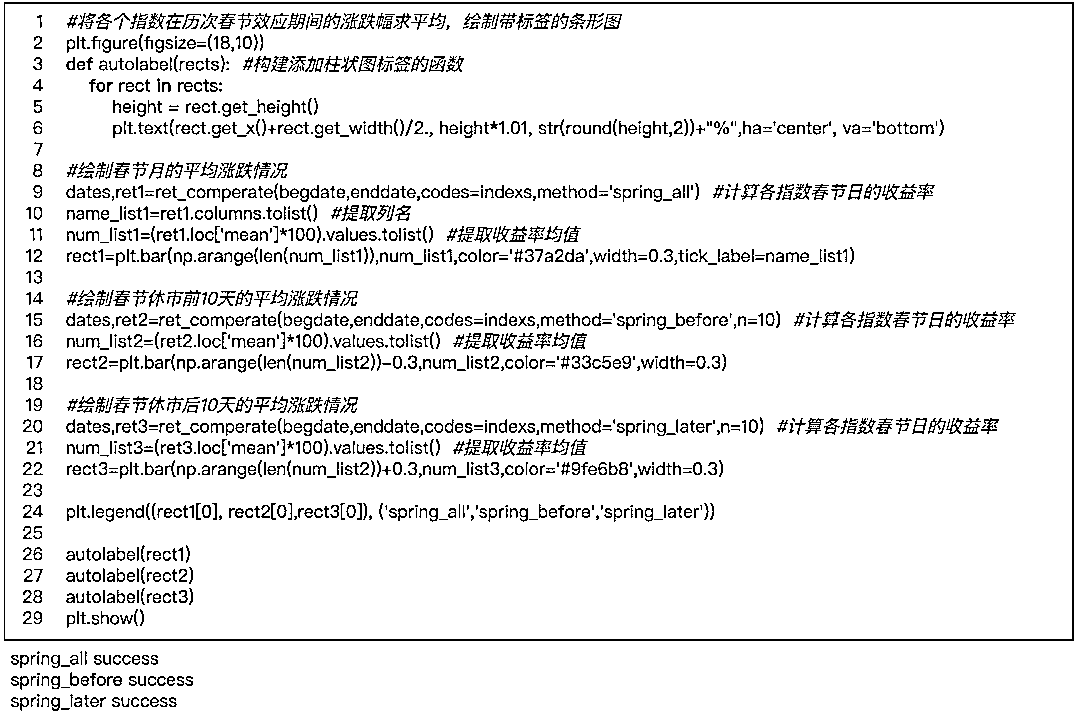 1 #将各个指数在历次春节效应期间的涨跌幅求平均，绘制带标签的条形图
2 plt.figure(figsize=(18,10))
3 def autolabel(rects): #构建添加柱状图标签的函数
4 for rect in rects:
5 height = rect.get_height()
6 plt.text(rect.get_x()+rect.get_width()/2., height*1.01, str(round(height,2))+"%",ha='center', va='bottom')
7
8 #绘制春节月的平均涨跌情况
9 dates,ret1=ret_comperate(begdate,enddate,codes=indexs,method='spring_all') #计算各指数春节日的收益率
10 name_list1=ret1.columns.tolist() #提取列名
11 num_list1=(ret1.loc['mean']*100).values.tolist() #提取收益率均值
12 rect1=plt.bar(np.arange(len(num_list1)),num_list1,color='#37a2da',width=0.3,tick_label=name_list1)
13
14 #绘制春节休市前10天的平均涨跌情况
15 dates,ret2=ret_comperate(begdate,enddate,codes=indexs,method='spring_before',n=10) #计算各指数春节日的收益率
16 num_list2=(ret2.loc['mean']*100).values.tolist() #提取收益率均值
17 rect2=plt.bar(np.arange(len(num_list2))-0.3,num_list2,color='#33c5e9',width=0.3)
18
19 #绘制春节休市后10天的平均涨跌情况
20 dates,ret3=ret_comperate(begdate,enddate,codes=indexs,method='spring_later',n=10) #计算各指数春节日的收益率
21 num_list3=(ret3.loc['mean']*100).values.tolist() #提取收益率均值
22 rect3=plt.bar(np.arange(len(num_list2))+0.3,num_list3,color='#9fe6b8',width=0.3)
23
24 plt.legend((rect1[0], rect2[0],rect3[0]), ('spring_all','spring_before','spring_later'))
25
26 autolabel(rect1)
27 autolabel(rect2)
28 autolabel(rect3)
29 plt.show()
spring_all success
spring_before success
spring_later success